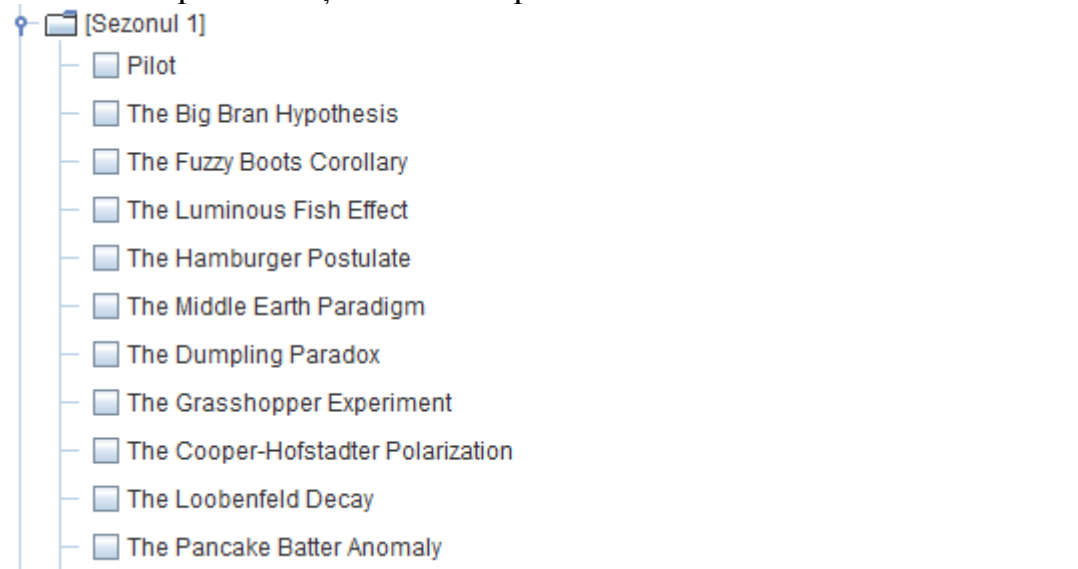 [Sezonul 1]
Pilot
The Big Bran Hypothesis
The Fuzzy Boots Corollary
The Luminous Fish Effect
The Hamburger Postulate
The Middle Earth Paradigm
The Dumpling Paradox
The Grasshopper Experiment
The Cooper-Hofstadter Polarization
The Loobenfeld Decay
The Pancake Batter Anomaly